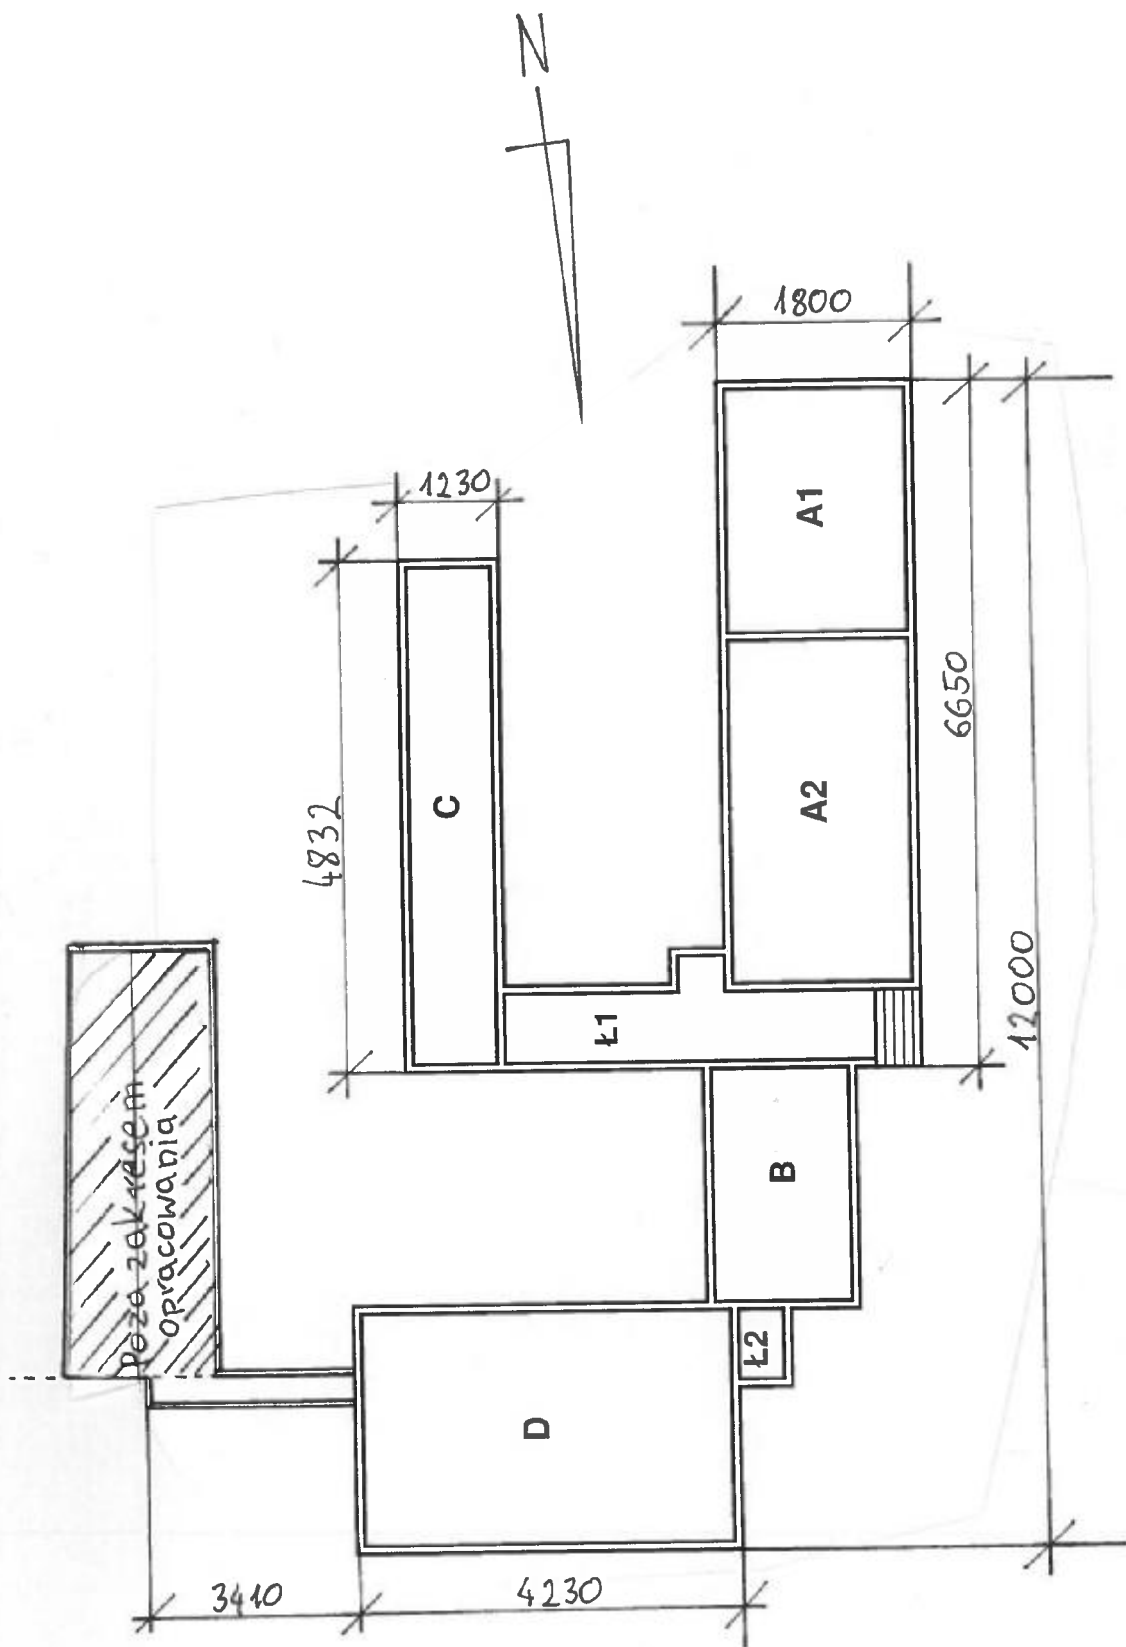 N
1800
1230
A1
6650
C
A2
4832
12000
Ł1
Poza zakresem
opracowania
B
Ł2
D
3410
4230